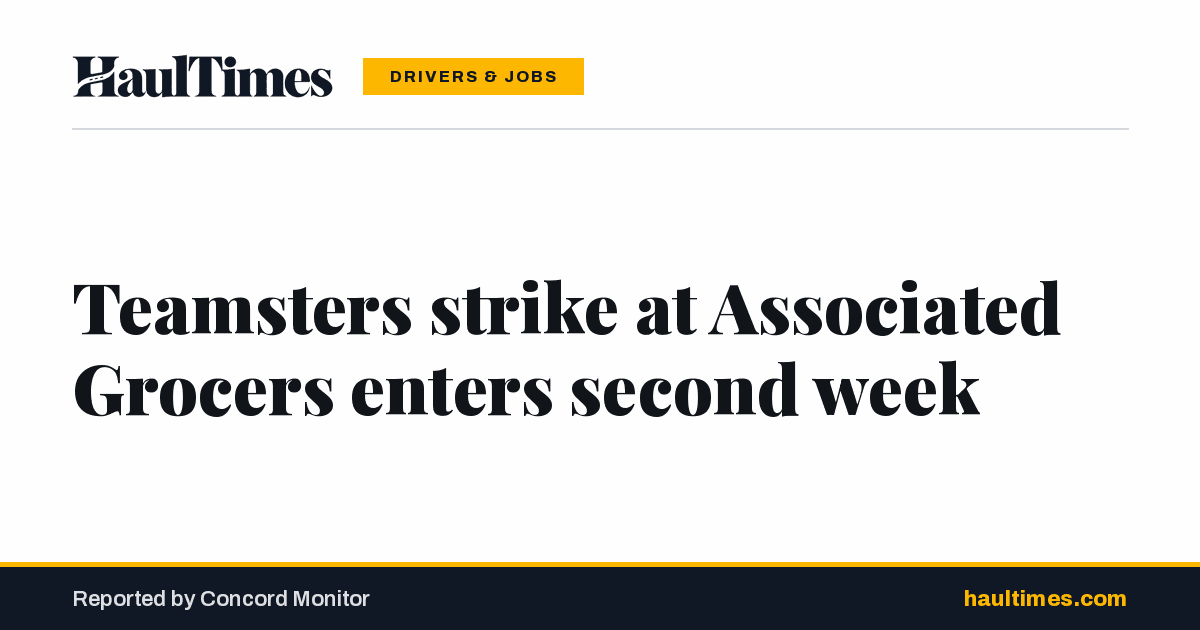 HaulTimes
DRIVERS & JOBS
Teamsters strike at Associated
Grocers enters second week
Reported by Concord Monitor
haultimes.com